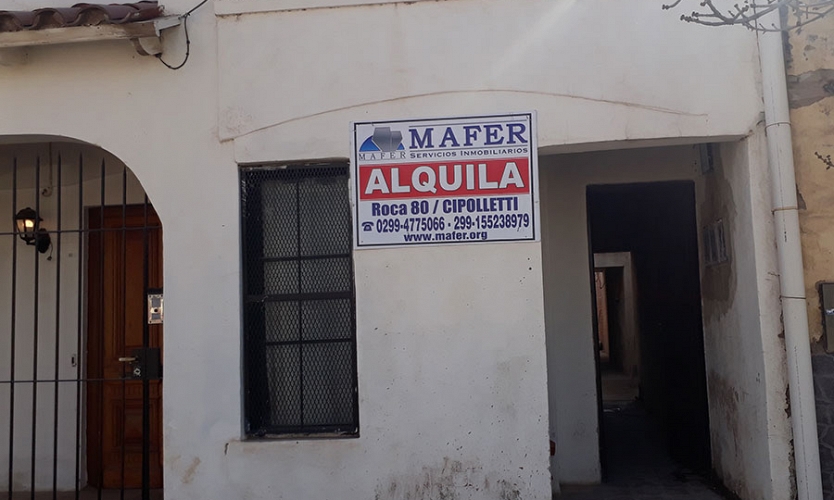 MAFER
MAFER
Servicios Inmobiliarios
ALQUILA
Roca 80 / CIPOLLETTI
☎ 0299-4775066 - 299-155238979
www.mafer.org